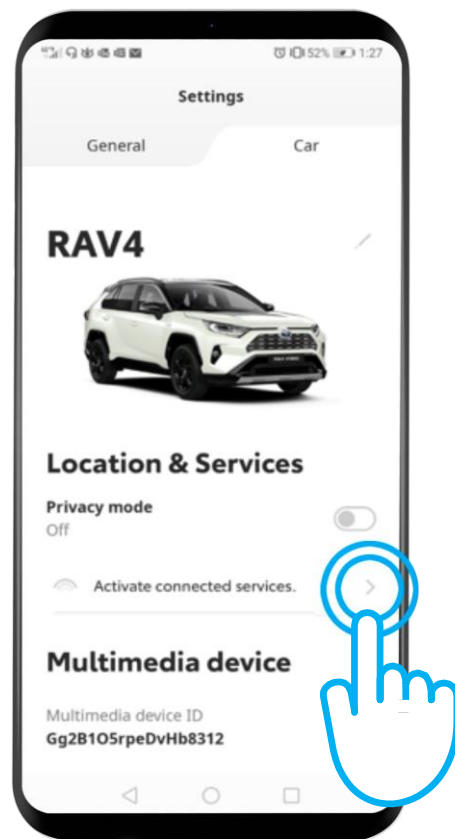 52% 1:27
Settings
General Car
RAV4
Location & Services
Privacy mode
Off
Activate connected services.
Multimedia device
Multimedia device ID
Gg2B1O5rpeDvHb8312